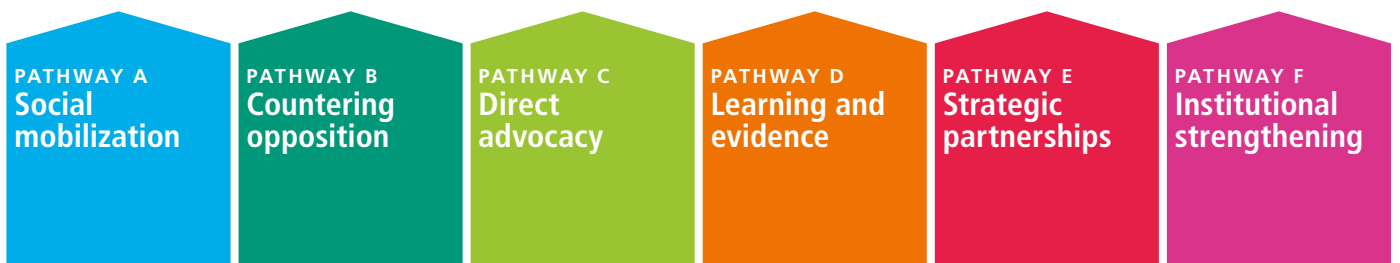 PATHWAY A
Social
mobilization
PATHWAY B
Countering
opposition
PATHWAY C
Direct
advocacy
PATHWAY D
Learning and
evidence
PATHWAY E
Strategic
partnerships
PATHWAY F
Institutional
strengthening